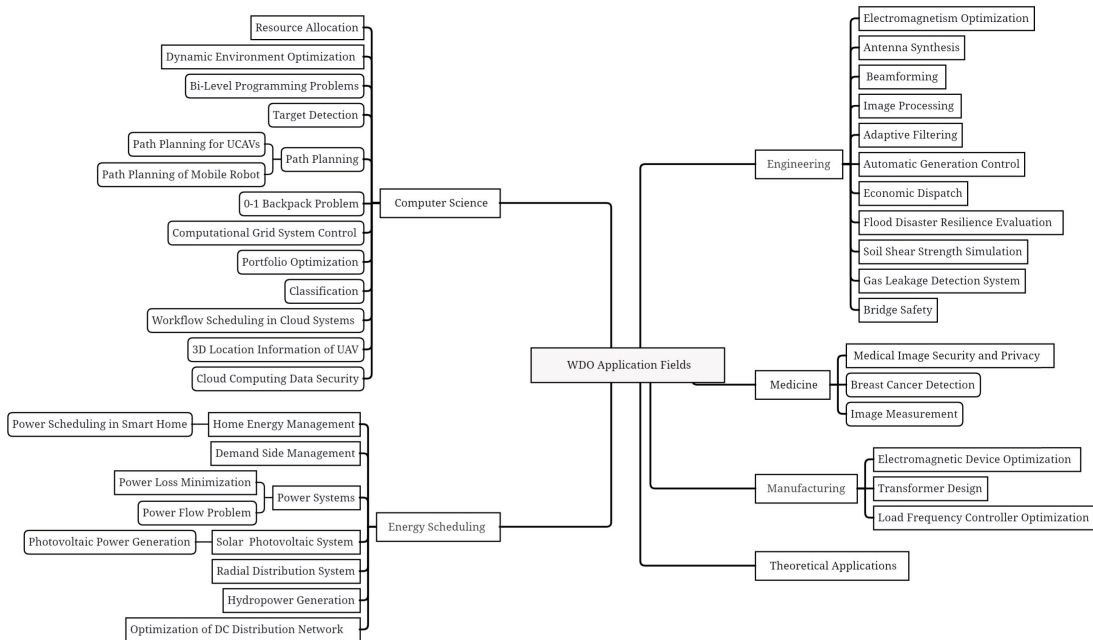 Resource Allocation
Dynamic Environment Optimization
Bi-Level Programming Problems
Target Detection
Path Planning for UCAVs
Path Planning of Mobile Robot
Path Planning
0-1 Backpack Problem
Computational Grid System Control
Portfolio Optimization
Classification
Workflow Scheduling in Cloud Systems
3D Location Information of UAV
Cloud Computing Data Security
Computer Science
Power Scheduling in Smart Home
Home Energy Management
Demand Side Management
Power Loss Minimization
Power Flow Problem
Power Systems
Photovoltaic Power Generation
Solar Photovoltaic System
Radial Distribution System
Hydropower Generation
Optimization of DC Distribution Network
Energy Scheduling
WDO Application Fields
Engineering
Electromagnetism Optimization
Antenna Synthesis
Beamforming
Image Processing
Adaptive Filtering
Automatic Generation Control
Economic Dispatch
Flood Disaster Resilience Evaluation
Soil Shear Strength Simulation
Gas Leakage Detection System
Bridge Safety
Medicine
Medical Image Security and Privacy
Breast Cancer Detection
Image Measurement
Manufacturing
Electromagnetic Device Optimization
Transformer Design
Load Frequency Controller Optimization
Theoretical Applications